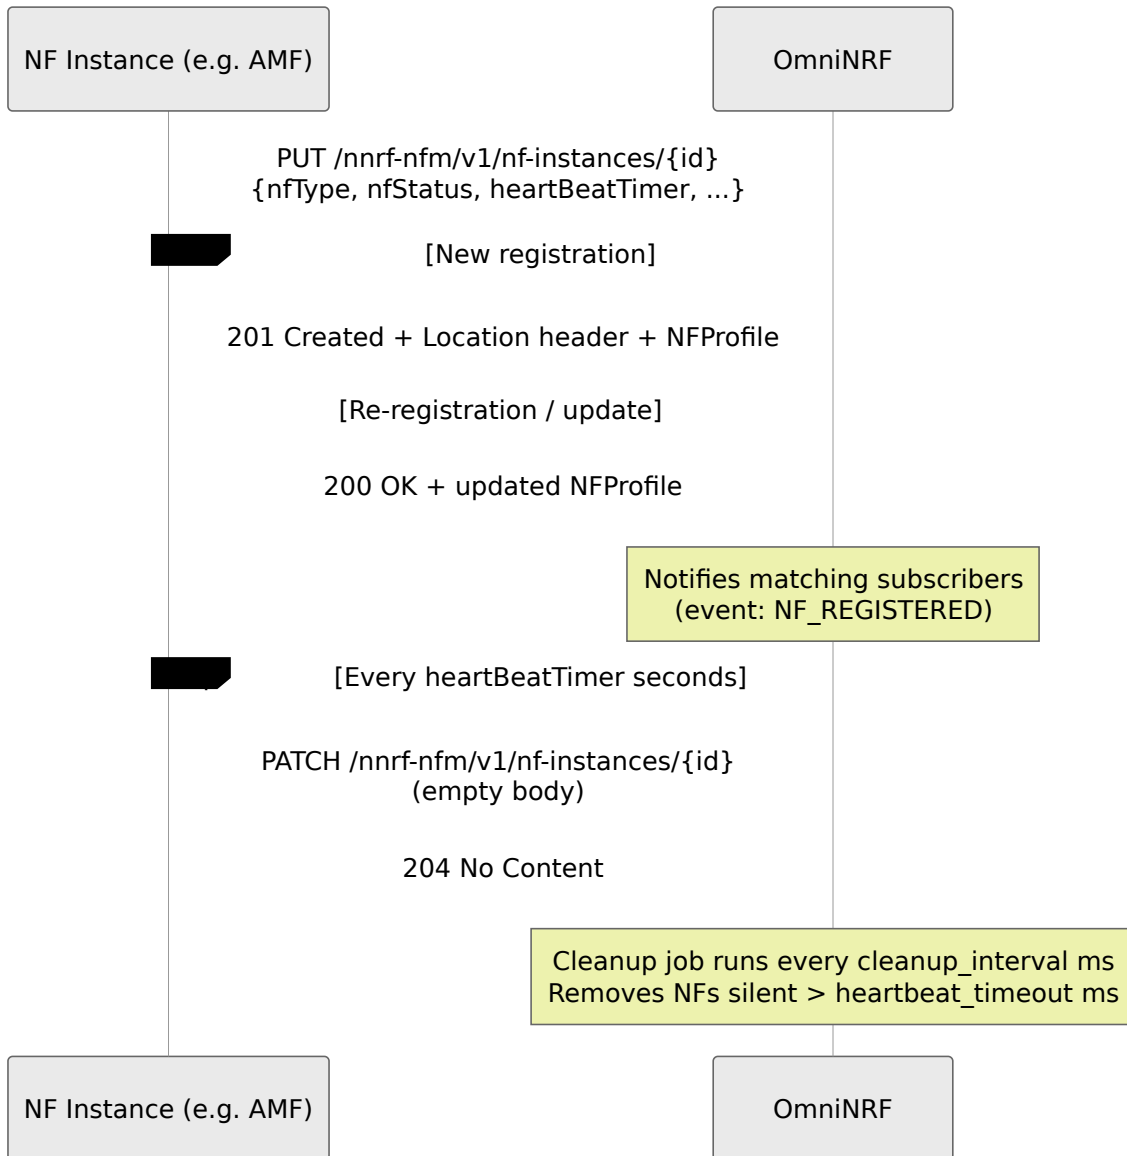 NF Instance (e.g. AMF)
OmniNRF
PUT /nnrf-nfm/v1/nf-instances/{id}
{nfType, nfStatus, heartBeatTimer, ...}
[New registration]
201 Created + Location header + NFProfile
[Re-registration / update]
200 OK + updated NFProfile
Notifies matching subscribers
(event: NF_REGISTERED)
[Every heartBeatTimer seconds]
PATCH /nnrf-nfm/v1/nf-instances/{id}
(empty body)
204 No Content
Cleanup job runs every cleanup_interval ms
Removes NFs silent > heartbeat_timeout ms
NF Instance (e.g. AMF)
OmniNRF